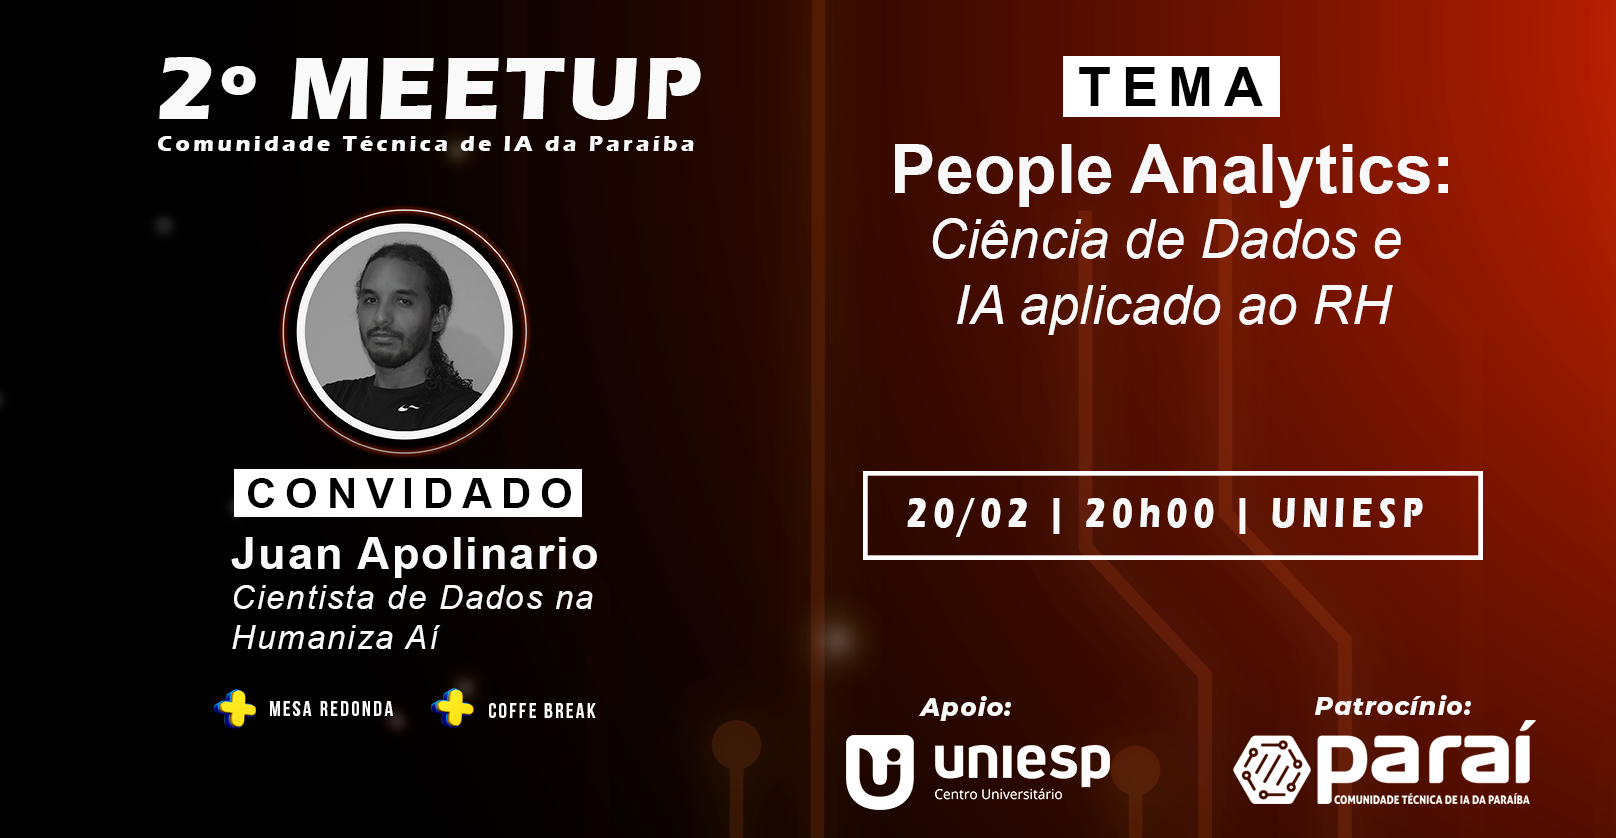 2º MEETUP
Comunidade Técnica de IA da Paraíba
CONVIDADO
Juan Apolinario
Cientista de Dados na
Humaniza Aí
MESA REDONDA
COFFE BREAK
TEMA
People Analytics:
Ciência de Dados e
IA aplicado ao RH
20/02 | 20h00 | UNIESP
Apoio:
uniesp
Centro Universitário
Patrocínio:
paraí
COMUNIDADE TÉCNICA DE IA DA PARAÍBA